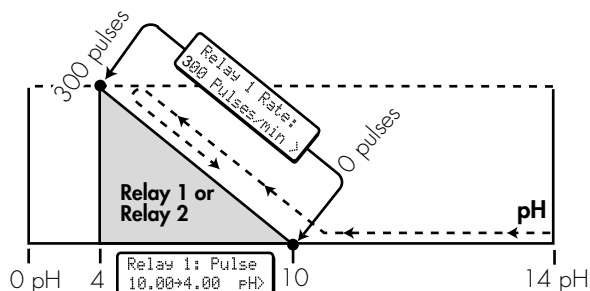 300 pulses
Relay 1 Rate:
300 Pulses/min >
0 pulses
Relay 1 or
Relay 2
pH
Relay 1: Pulse
10.00→4.00 pH>
0 pH
4
10
14 pH